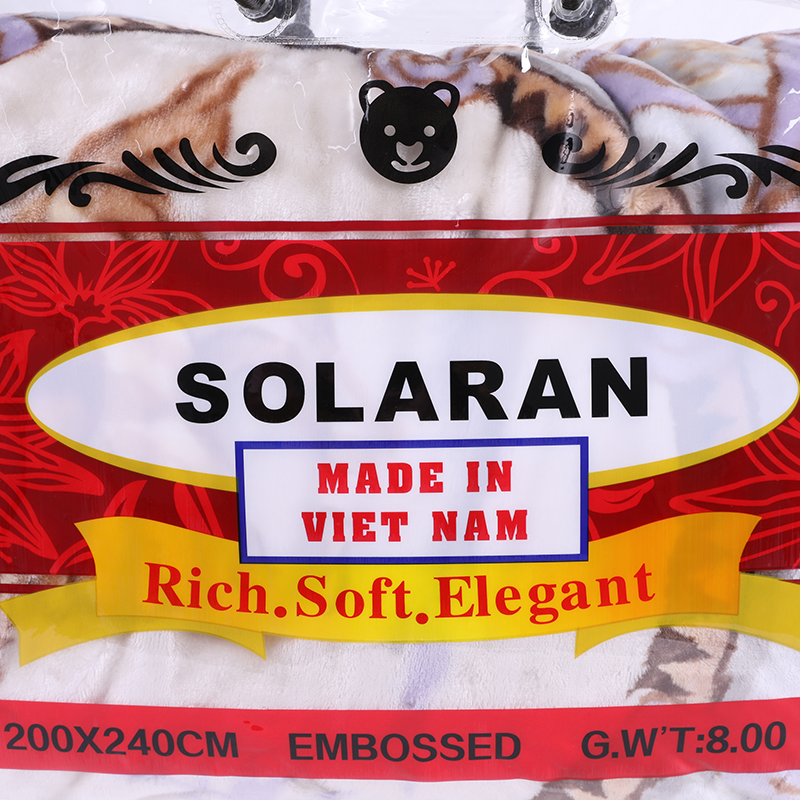 SOLARAN
MADE IN
VIET NAM
Rich.Soft.Elegant
200X240CM EMBOSSED G.W'T:8.00